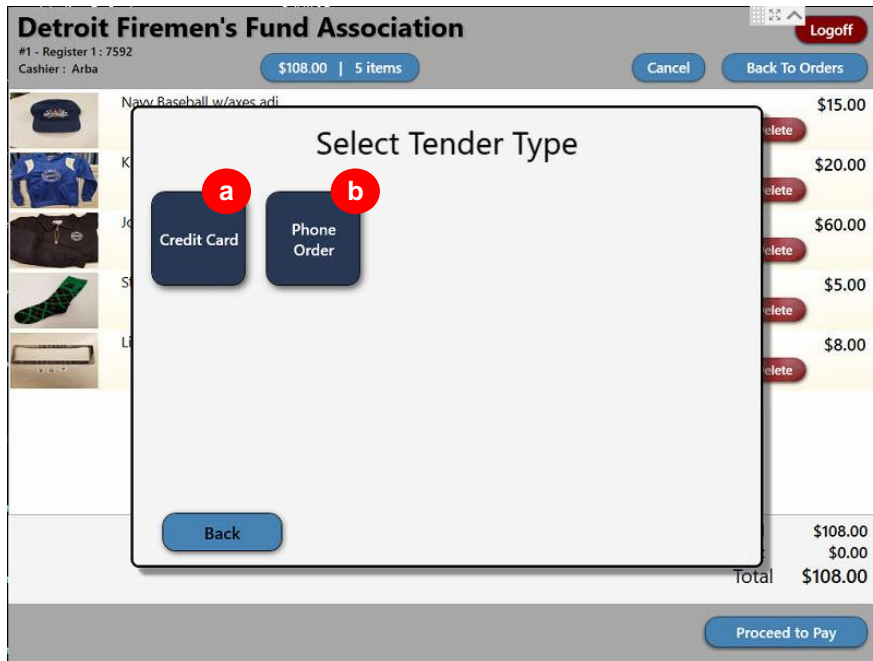 Detroit Firemen's Fund Association
Logoff
#1 - Register 1 : 7592
Cashier : Arba
$108.00 | 5 items
Cancel
Back To Orders
Navy Baseball w/axes adj
$15.00
$20.00
$60.00
$5.00
$8.00
Select Tender Type
a
b
Credit Card
Phone
Order
Back
$108.00
$0.00
Total $108.00
Proceed to Pay